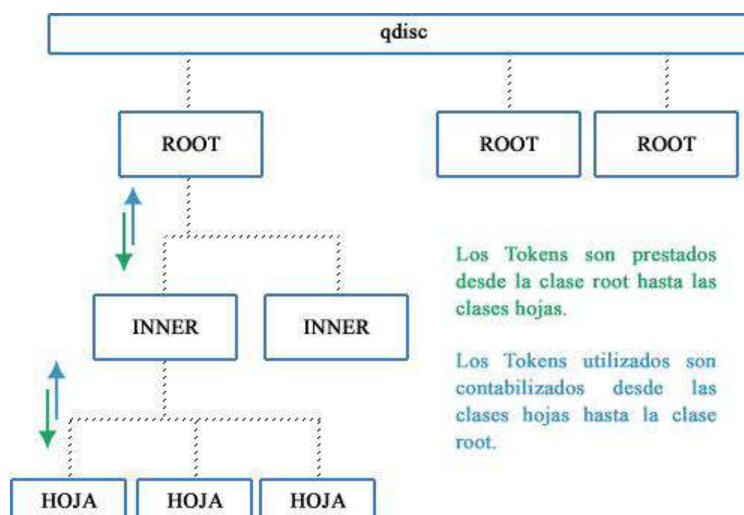 qdisc
ROOT
ROOT
ROOT
Los Tokens son prestados
desde la clase root hasta las
clases hojas.
INNER
INNER
Los Tokens utilizados son
contabilizados desde las
clases hojas hasta la clase
root.
HOJA
HOJA
HOJA